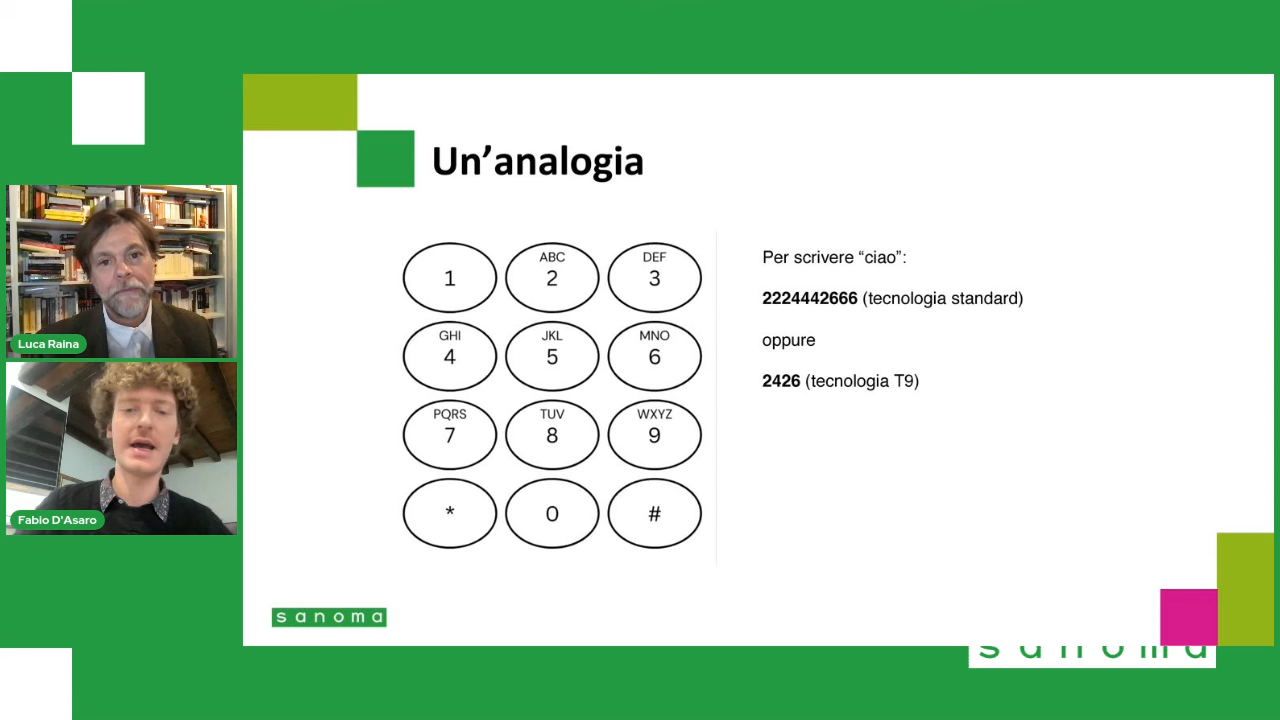 Un’analogia
1
ABC
2
DEF
3
GHI
4
JKL
5
MNO
6
PQRS
7
TUV
8
WXYZ
9
*
0
#
Per scrivere “ciao”:
2224442666 (tecnologia standard)
oppure
2426 (tecnologia T9)
Luca Raina
Fabio D'Asaro
sanoma
sanoma